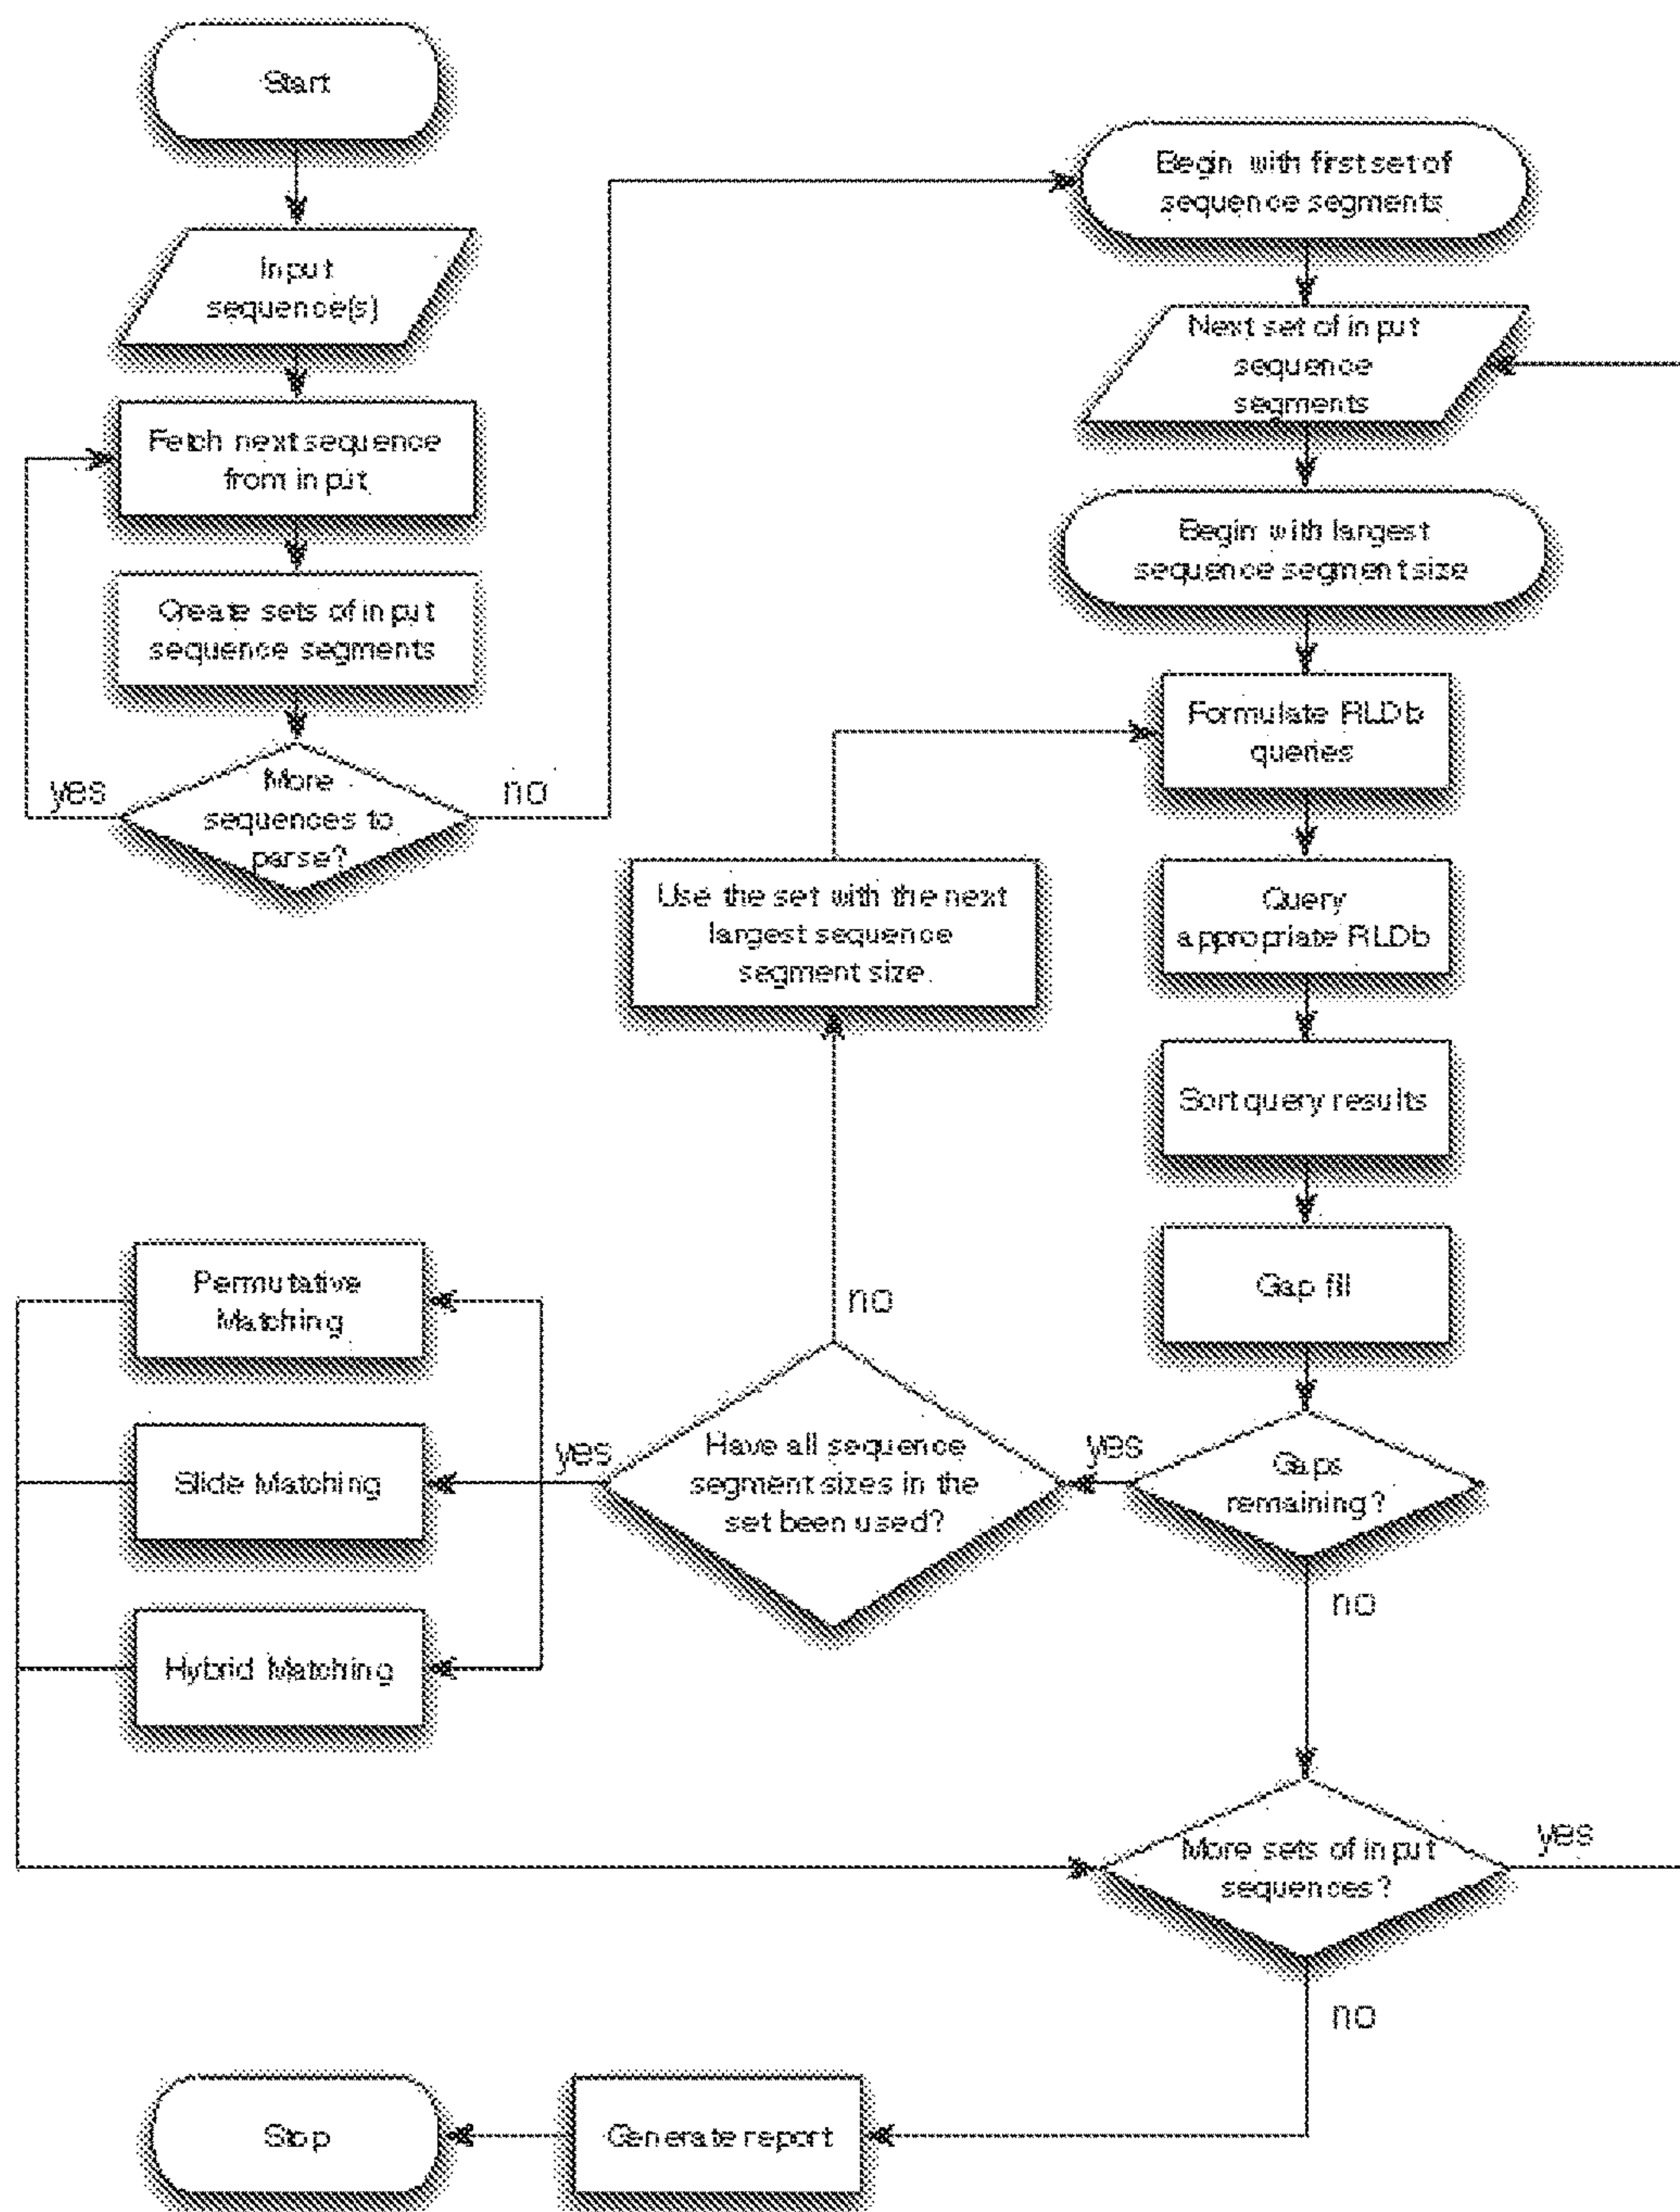 Start
Input
sequence(s)
Fetch next sequence
from input
Create sets of input
sequence segments
More
sequences to
parse?
yes
no
Begin with first set of
sequence segments
Next set of input
sequence
segments
Begin with largest
sequence segment size
Formulate RLDb
queries
Query
appropriate RLDb
Sort query results
Gap fill
Gaps
remaining?
yes
no
Have all sequence
segment sizes in the
set been used?
no
yes
Use the set with the next
largest sequence
segment size.
Permutative
Matching
Slide Matching
Hybrid Matching
More sets of input
sequences?
yes
no
Generate report
Stop